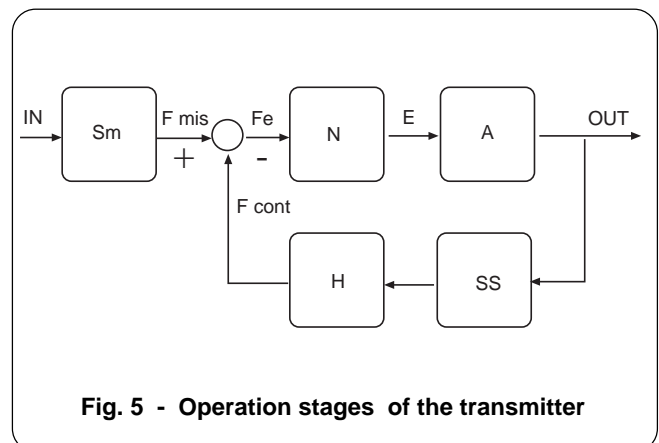 IN
Sm
F mis
+
Fe
-
N
E
A
OUT
F cont
H
SS
Fig. 5 - Operation stages of the transmitter